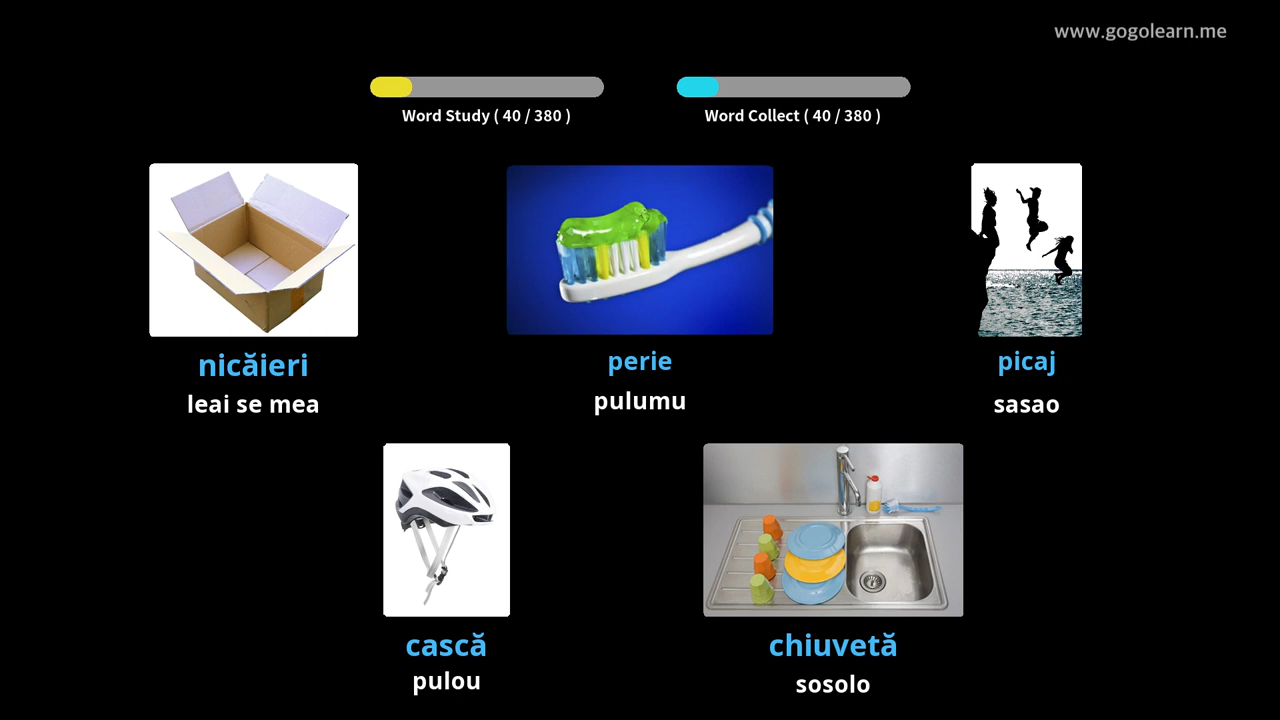 www.gogolearn.me
Word Study ( 40 / 380 )
Word Collect ( 40 / 380 )
nicăieri
leai se mea
perie
pulumu
picaj
sasao
cască
pulou
chiuvetă
sosolo